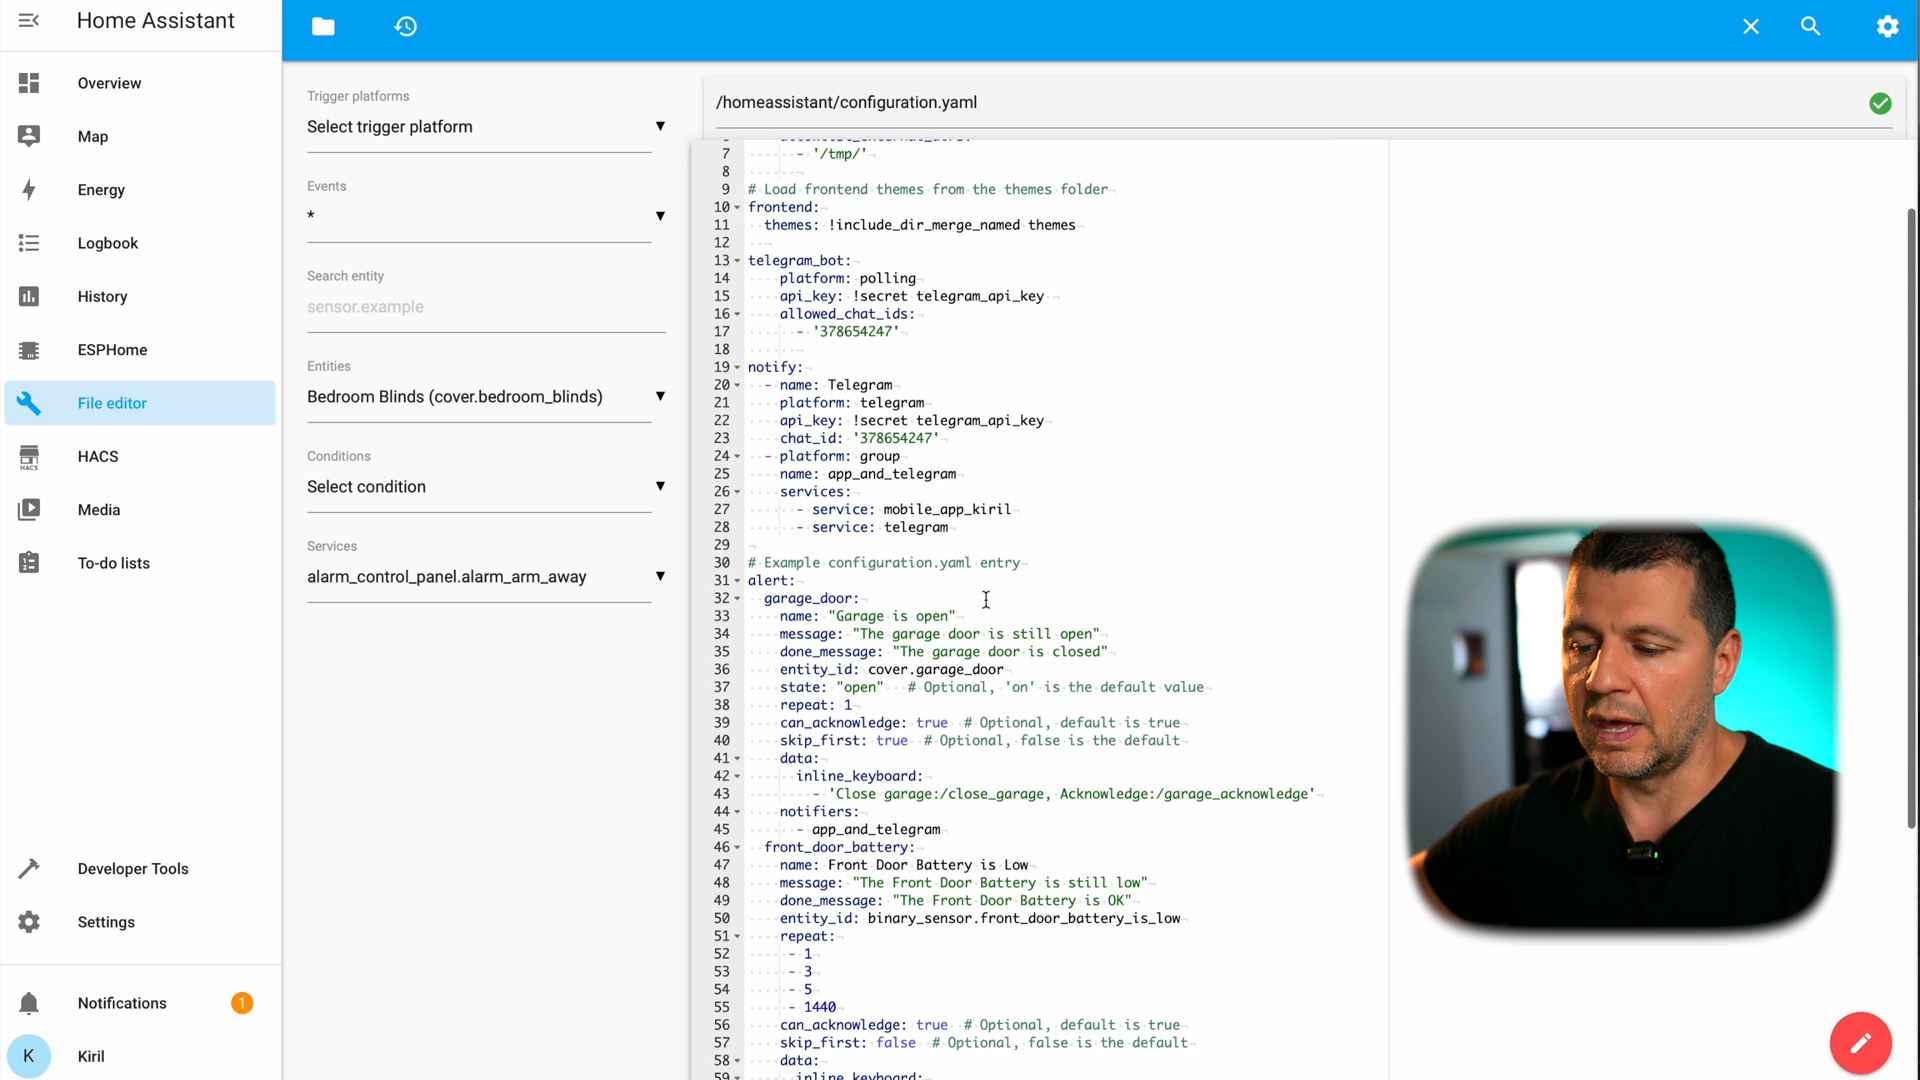 Home Assistant
Overview
Map
Energy
Logbook
History
ESPHome
File editor
HACS
HACS
Media
To-do lists
Developer Tools
Settings
Notifications 1
K Kiril
Trigger platforms
Select trigger platform
Events
*
Search entity
sensor.example
Entities
Bedroom Blinds (cover.bedroom_blinds)
Conditions
Select condition
Services
alarm_control_panel.alarm_arm_away
/homeassistant/configuration.yaml
7 - '/tmp/'
8
9 # Load frontend themes from the themes folder
10 frontend:
11 themes: !include_dir_merge_named themes
12
13 telegram_bot:
14 platform: polling
15 api_key: !secret telegram_api_key
16 allowed_chat_ids:
17 - '378654247'
18
19 notify:
20 - name: Telegram
21 platform: telegram
22 api_key: !secret telegram_api_key
23 chat_id: '378654247'
24 - platform: group
25 name: app_and_telegram
26 services:
27 - service: mobile_app_kiril
28 - service: telegram
29
30 # Example configuration.yaml entry
31 alert:
32 garage_door:
33 name: "Garage is open"
34 message: "The garage door is still open"
35 done_message: "The garage door is closed"
36 entity_id: cover.garage_door
37 state: "open" # Optional, 'on' is the default value
38 repeat: 1
39 can_acknowledge: true # Optional, default is true
40 skip_first: true # Optional, false is the default
41 data:
42 inline_keyboard:
43 - 'Close garage:/close_garage, Acknowledge:/garage_acknowledge'
44 notifiers:
45 - app_and_telegram
46 front_door_battery:
47 name: Front Door Battery is Low
48 message: "The Front Door Battery is still low"
49 done_message: "The Front Door Battery is OK"
50 entity_id: binary_sensor.front_door_battery_is_low
51 repeat:
52 - 1
53 - 3
54 - 5
55 - 1440
56 can_acknowledge: true # Optional, default is true
57 skip_first: false # Optional, false is the default
58 data:
59 inline_keyboard: